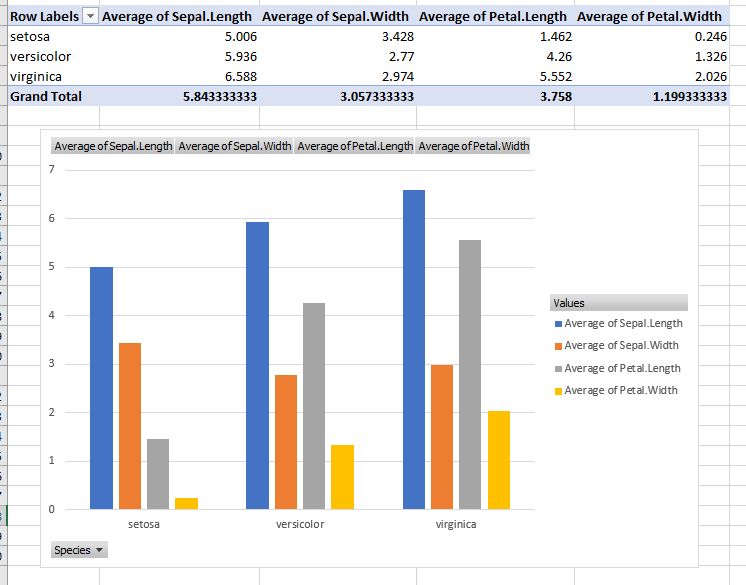 Row Labels Average of Sepal.Length Average of Sepal.Width Average of Petal.Length Average of Petal.Width
setosa 5.006 3.428 1.462 0.246
versicolor 5.936 2.77 4.26 1.326
virginica 6.588 2.974 5.552 2.026
Grand Total 5.843333333 3.057333333 3.758 1.199333333
Average of Sepal.Length Average of Sepal.Width Average of Petal.Length Average of Petal.Width
7
6
5
4
3
2
1
0
setosa versicolor virginica
Values
Average of Sepal.Length
Average of Sepal.Width
Average of Petal.Length
Average of Petal.Width
Species